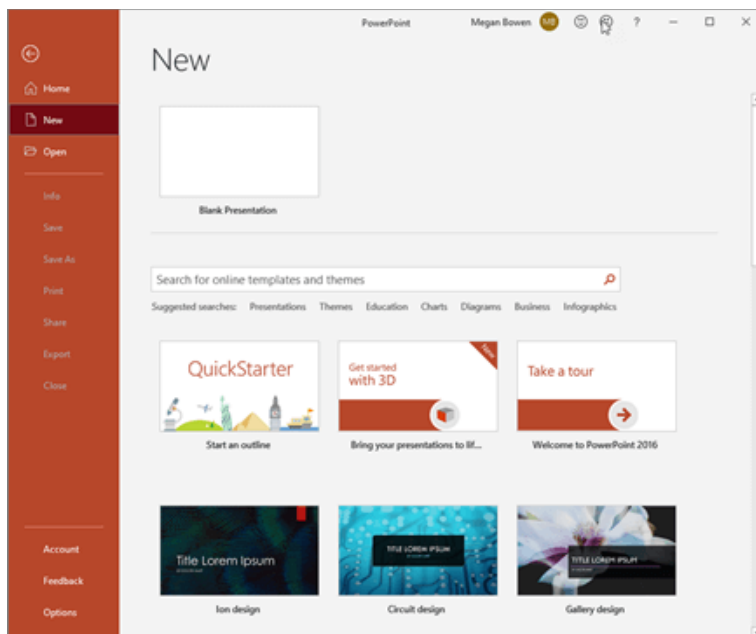 PowerPoint
Megan Bowen
MB
?
New
Home
New
Open
Info
Save
Save As
Print
Share
Export
Close
Account
Feedback
Options
Blank Presentation
Search for online templates and themes
Suggested searches: Presentations Themes Education Charts Diagrams Business Infographics
QuickStarter
Start an outline
Get started
with 3D
New
Bring your presentations to lif...
Take a tour
Welcome to PowerPoint 2016
Title Lorem Ipsum
Ion design
TITLE LOREM IPSUM
Circuit design
TITLE LOREM IPSUM
Gallery design